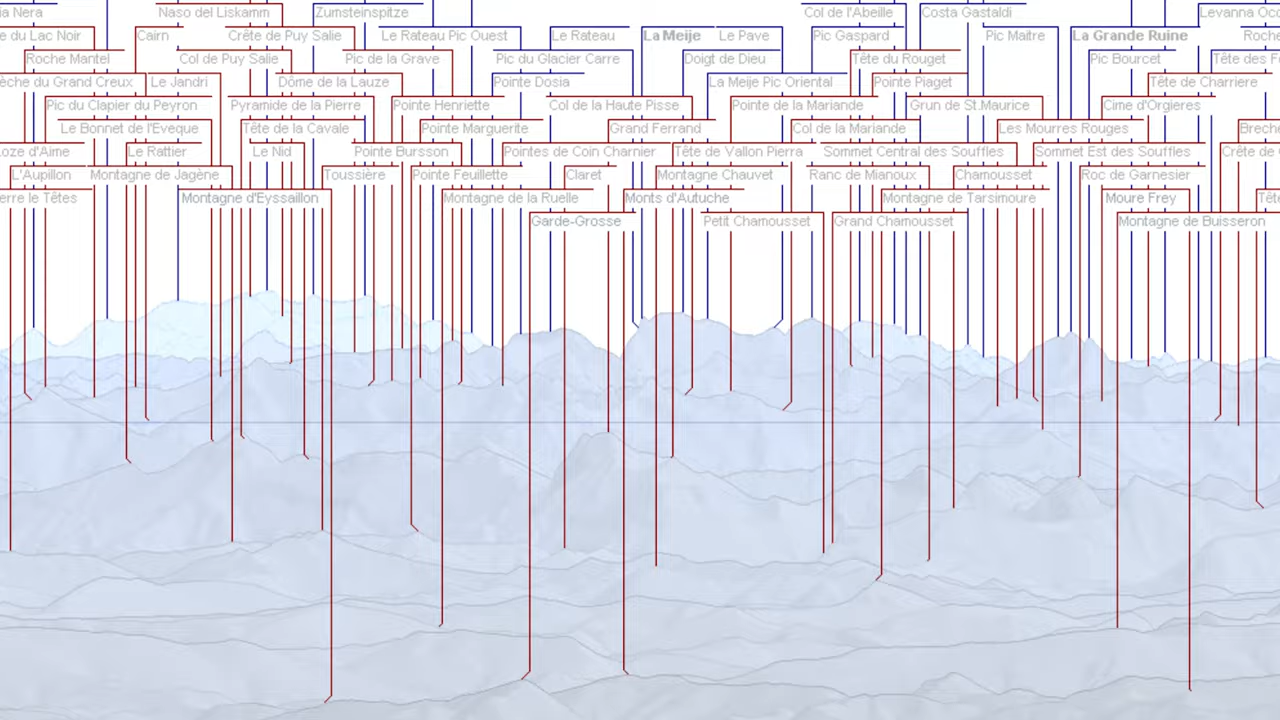 ia Nera Naso del Liskamm Zumsteinspitze Col de l'Abeille Costa Gastaldi Levanna Occ
e du Lac Noir Cairn Crête de Puy Salie Le Rateau Pic Ouest Le Rateau La Meije Le Pave Pic Gaspard Pic Maitre La Grande Ruine Roche
Roche Mantel Col de Puy Salie Pic de la Grave Pic du Glacier Carre Doigt de Dieu Tête du Rouget Pic Bourcet Tête des F
èche du Grand Creux Le Jandri Dôme de la Lauze Pointe Dosia La Meije Pic Oriental Pointe Piaget Tête de Charriere
Pic du Clapier du Peyron Pyramide de la Pierre Pointe Henriette Col de la Haute Pisse Pointe de la Mariande Grun de St.Maurice Cime d'Orgieres
Le Bonnet de l'Eveque Tête de la Cavale Pointe Marguerite Grand Ferrand Col de la Mariande Les Mourres Rouges Breche
oze d'Aime Le Rattier Le Nid Pointe Bursson Pointes de Coin Charnier Tête de Vallon Pierra Sommet Central des Souffles Sommet Est des Souffles Crête de
L'Aupillon Montagne de Jagène Toussière Pointe Feuillette Claret Montagne Chauvet Ranc de Mianoux Chamousset Roc de Garnesier
erre le Têtes Montagne d'Eyssaillon Montagne de la Ruelle Monts d'Autuche Montagne de Tarsimoure Moure Frey Tête
Garde-Grosse Petit Chamousset Grand Chamousset Montagne de Buisseron